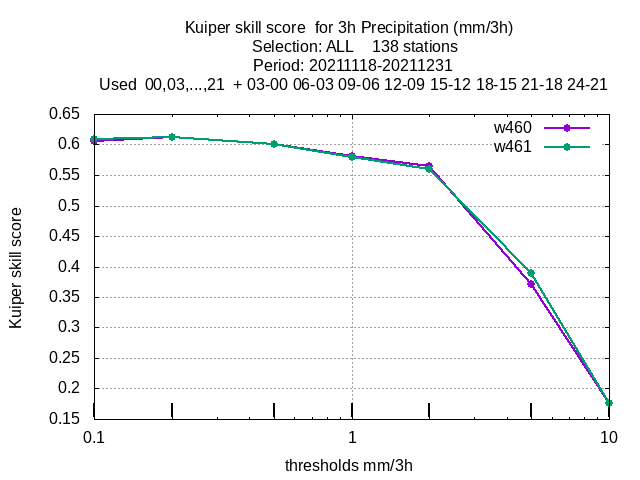 Kuiper skill score  for 3h Precipitation (mm/3h)
Selection: ALL    138 stations
Period: 20211118-20211231
Used  00,03,...,21  + 03-00 06-03 09-06 12-09 15-12 18-15 21-18 24-21
w460
w461
0.65
0.6
0.55
0.5
0.45
0.4
0.35
0.3
0.25
0.2
0.15
Kuiper skill score
0.1 1 10
thresholds mm/3h